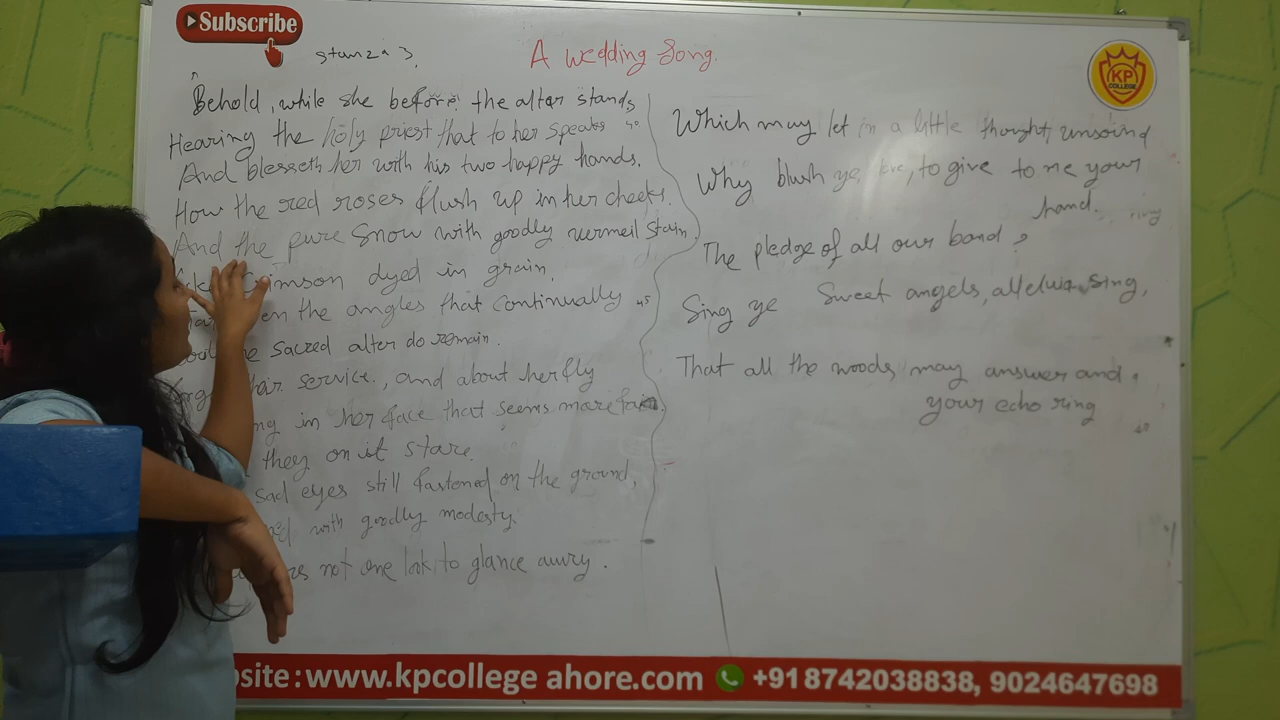 Subscribe
stanza 3.
A wedding Song.
KP
COLLEGE
Behold, while she before the altar stands
Hearing the holy priest that to her speaks 40
And blesseth her with his two happy hands.
How the red roses flush up in her cheeks.
And the pure snow with goodly vermeil stain
crimson dyed in grain,
en the angles that continually 45
sacred alter do remain.
service, and about her fly
ng in her face that seems more fair.
they on it stare.
sad eyes still fastened on the ground,
ned with goodly modesty.
not one look to glance awry.
Which may let in a little thought, unsound
Why blush ye to give to me your
hand. ring
The pledge of all our band ?
Sing ye Sweet angels, alleluia sing,
That all the woods may answer and
your echo ring
site: www.kpcollege ahore.com +91 8742038838, 9024647698